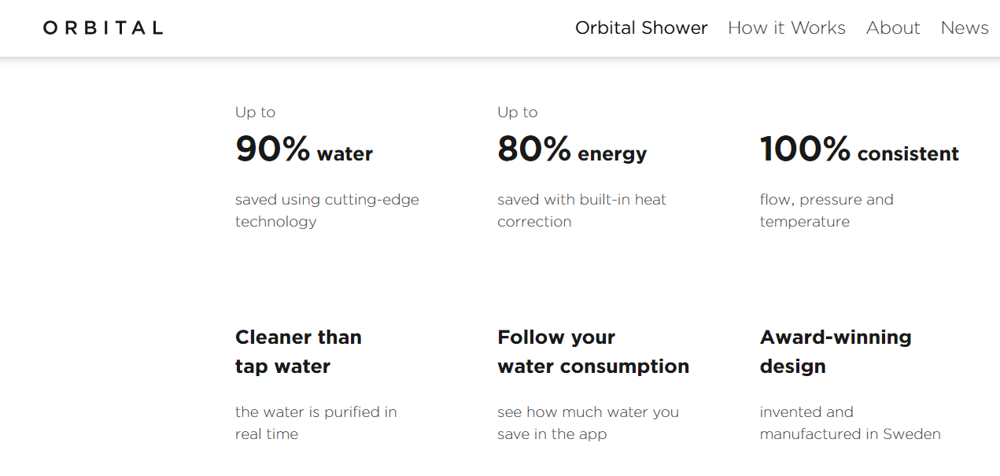 ORBITAL
Orbital Shower How it Works About News
Up to
90% water
saved using cutting-edge
technology
Up to
80% energy
saved with built-in heat
correction
100% consistent
flow, pressure and
temperature
Cleaner than
tap water
the water is purified in
real time
Follow your
water consumption
see how much water you
save in the app
Award-winning
design
invented and
manufactured in Sweden